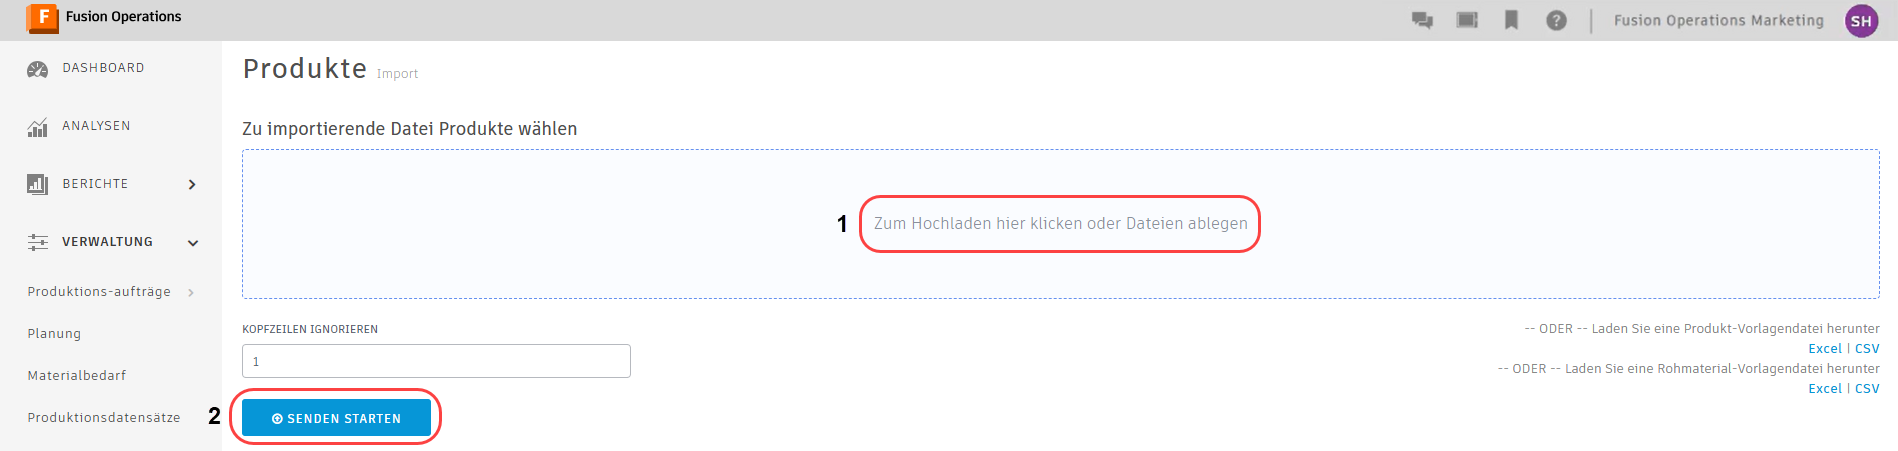 F Fusion Operations
? Fusion Operations Marketing SH
DASHBOARD
ANALYSEN
BERICHTE
VERWALTUNG
Produktions-aufträge
Planung
Materialbedarf
Produktionsdatensätze
Produkte Import
Zu importierende Datei Produkte wählen
1 Zum Hochladen hier klicken oder Dateien ablegen
KOPFZEILEN IGNORIEREN
1
2 SENDEN STARTEN
-- ODER -- Laden Sie eine Produkt-Vorlagendatei herunter
Excel | CSV
-- ODER -- Laden Sie eine Rohmaterial-Vorlagendatei herunter
Excel | CSV